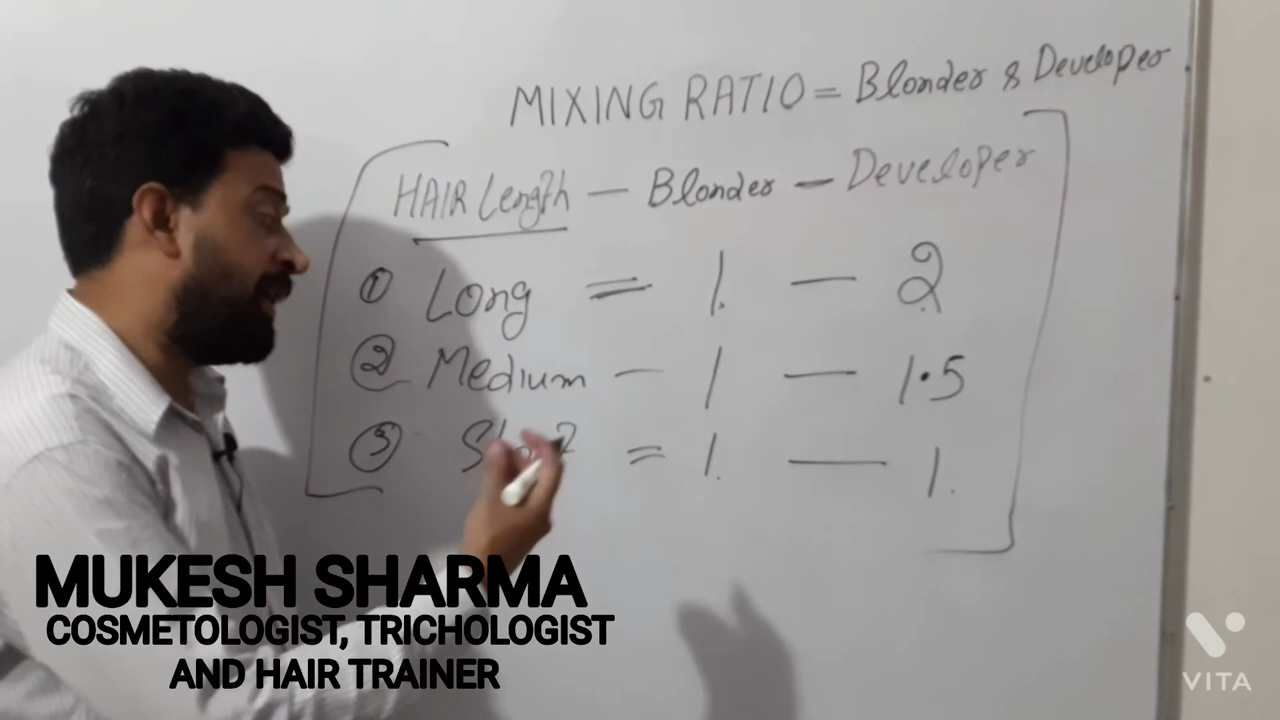 MIXING RATIO = Blonder & Developer
HAIR Length — Blonder — Developer
① Long = 1. — 2
② Medium — 1 — 1.5
③ = 1. — 1.
MUKESH SHARMA
COSMETOLOGIST, TRICHOLOGIST
AND HAIR TRAINER
VITA